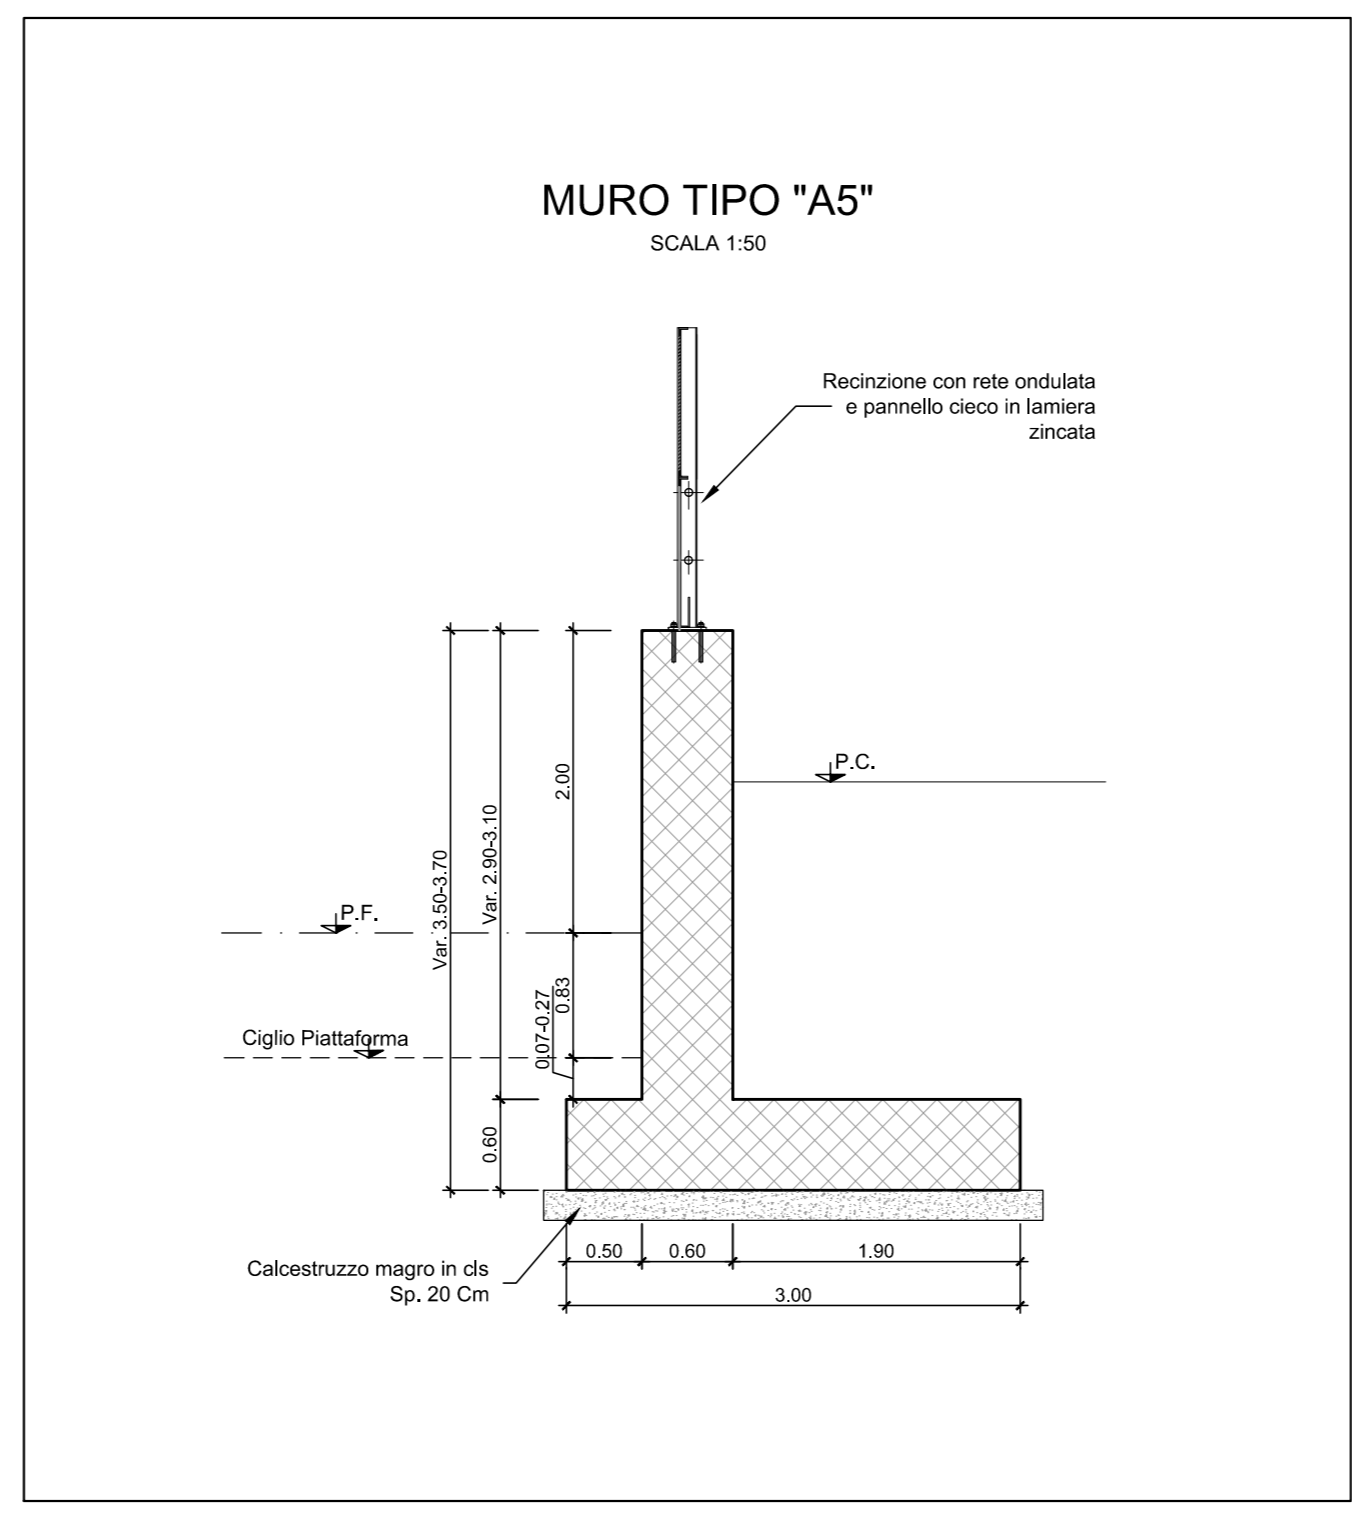 MURO TIPO "A5"
SCALA 1:50
Recinzione con rete ondulata
e pannello cieco in lamiera
zincata
P.C.
2.00
Var. 2.90-3.10
Var. 3.50-3.70
P.F.
0.83
0.07-0.27
Ciglio Piattaforma
0.60
Calcestruzzo magro in cls
Sp. 20 Cm
0.50
0.60
1.90
3.00